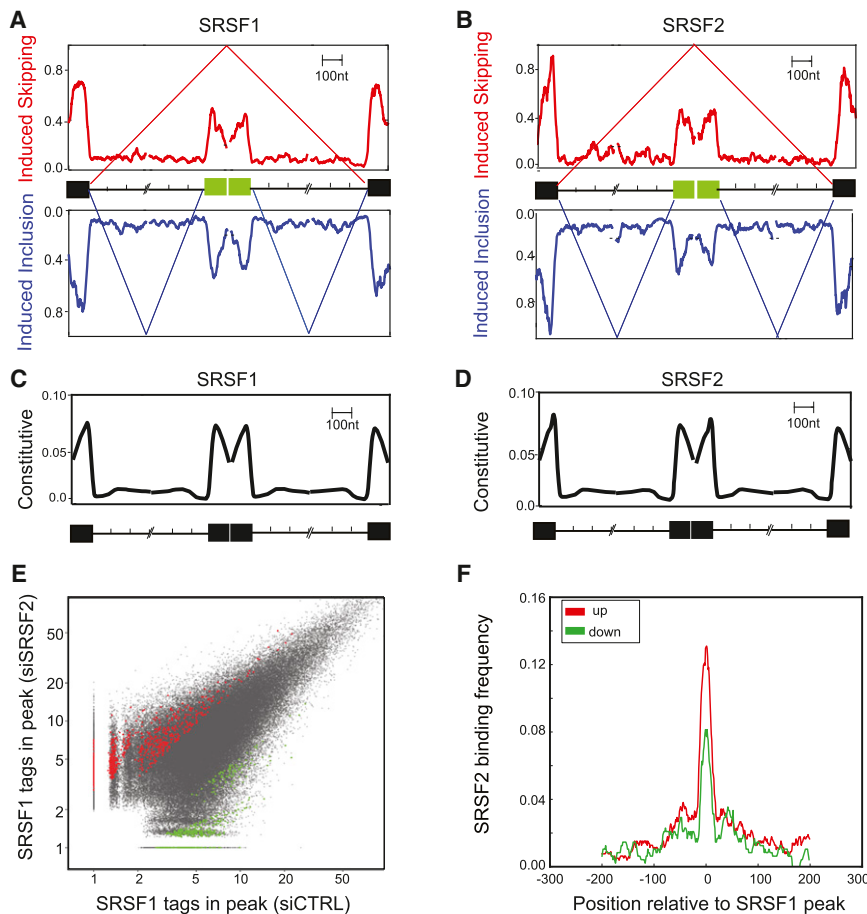 A
SRSF1
Induced Skipping
0.8
0.4
0.0
100nt
Induced Inclusion
0.0
0.4
0.8
B
SRSF2
Induced Skipping
0.8
0.4
0.0
100nt
Induced Inclusion
0.0
0.4
0.8
C
SRSF1
Constitutive
0.10
0.05
0.0
100nt
D
SRSF2
Constitutive
0.10
0.05
0.0
100nt
E
SRSF1 tags in peak (siSRSF2)
50
20
10
5
2
1
1 2 5 10 20 50
SRSF1 tags in peak (siCTRL)
F
SRSF2 binding frequency
0.16
0.12
0.08
0.04
0.00
up
down
-300 -200 -100 0 100 200 300
Position relative to SRSF1 peak